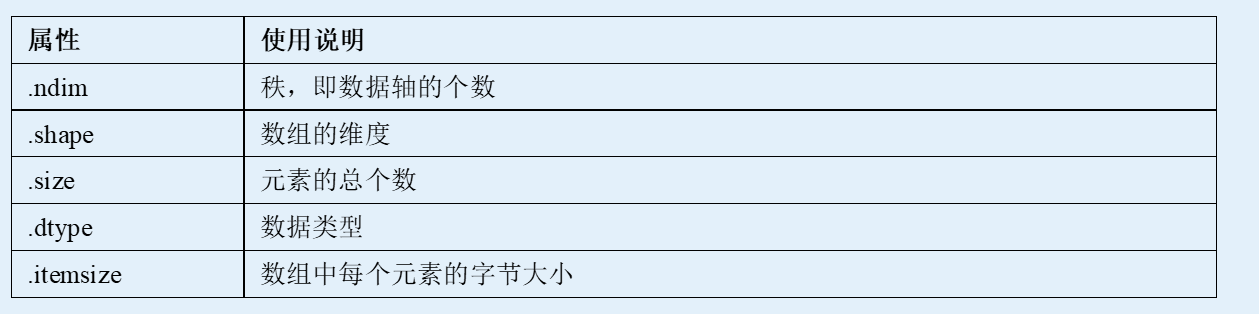 属性 使用说明
.ndim 秩，即数据轴的个数
.shape 数组的维度
.size 元素的总个数
.dtype 数据类型
.itemsize 数组中每个元素的字节大小